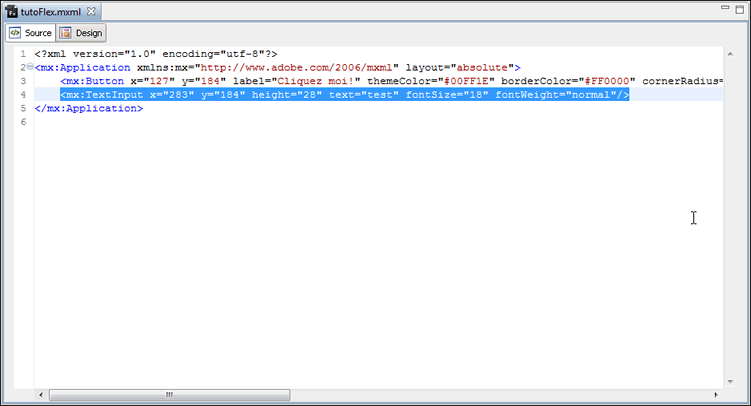 tutoFlex.mxml
Source Design
1 <?xml version="1.0" encoding="utf-8"?>
2 <mx:Application xmlns:mx="http://www.adobe.com/2006/mxml" layout="absolute">
3 <mx:Button x="127" y="184" label="Cliquez moi!" themeColor="#00FF1E" borderColor="#FF0000" cornerRadius=
4 <mx:TextInput x="283" y="184" height="28" text="test" fontSize="18" fontWeight="normal"/>
5 </mx:Application>
6